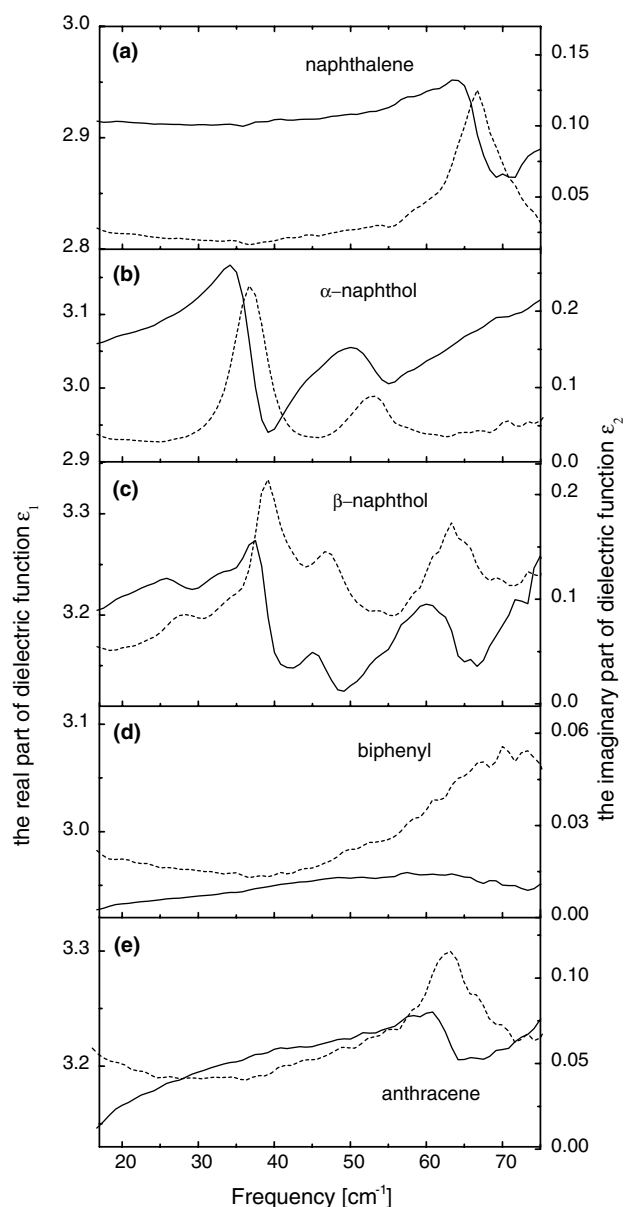 the real part of dielectric function ε1
the imaginary part of dielectric function ε2
(a)
naphthalene
3.0
2.9
2.8
0.15
0.10
0.05
(b)
α–naphthol
3.1
3.0
2.9
0.2
0.1
0.0
(c)
β–naphthol
3.3
3.2
0.2
0.1
0.0
(d)
biphenyl
3.1
3.0
0.06
0.03
0.00
(e)
anthracene
3.3
3.2
0.10
0.05
0.00
20 30 40 50 60 70
Frequency [cm-1]